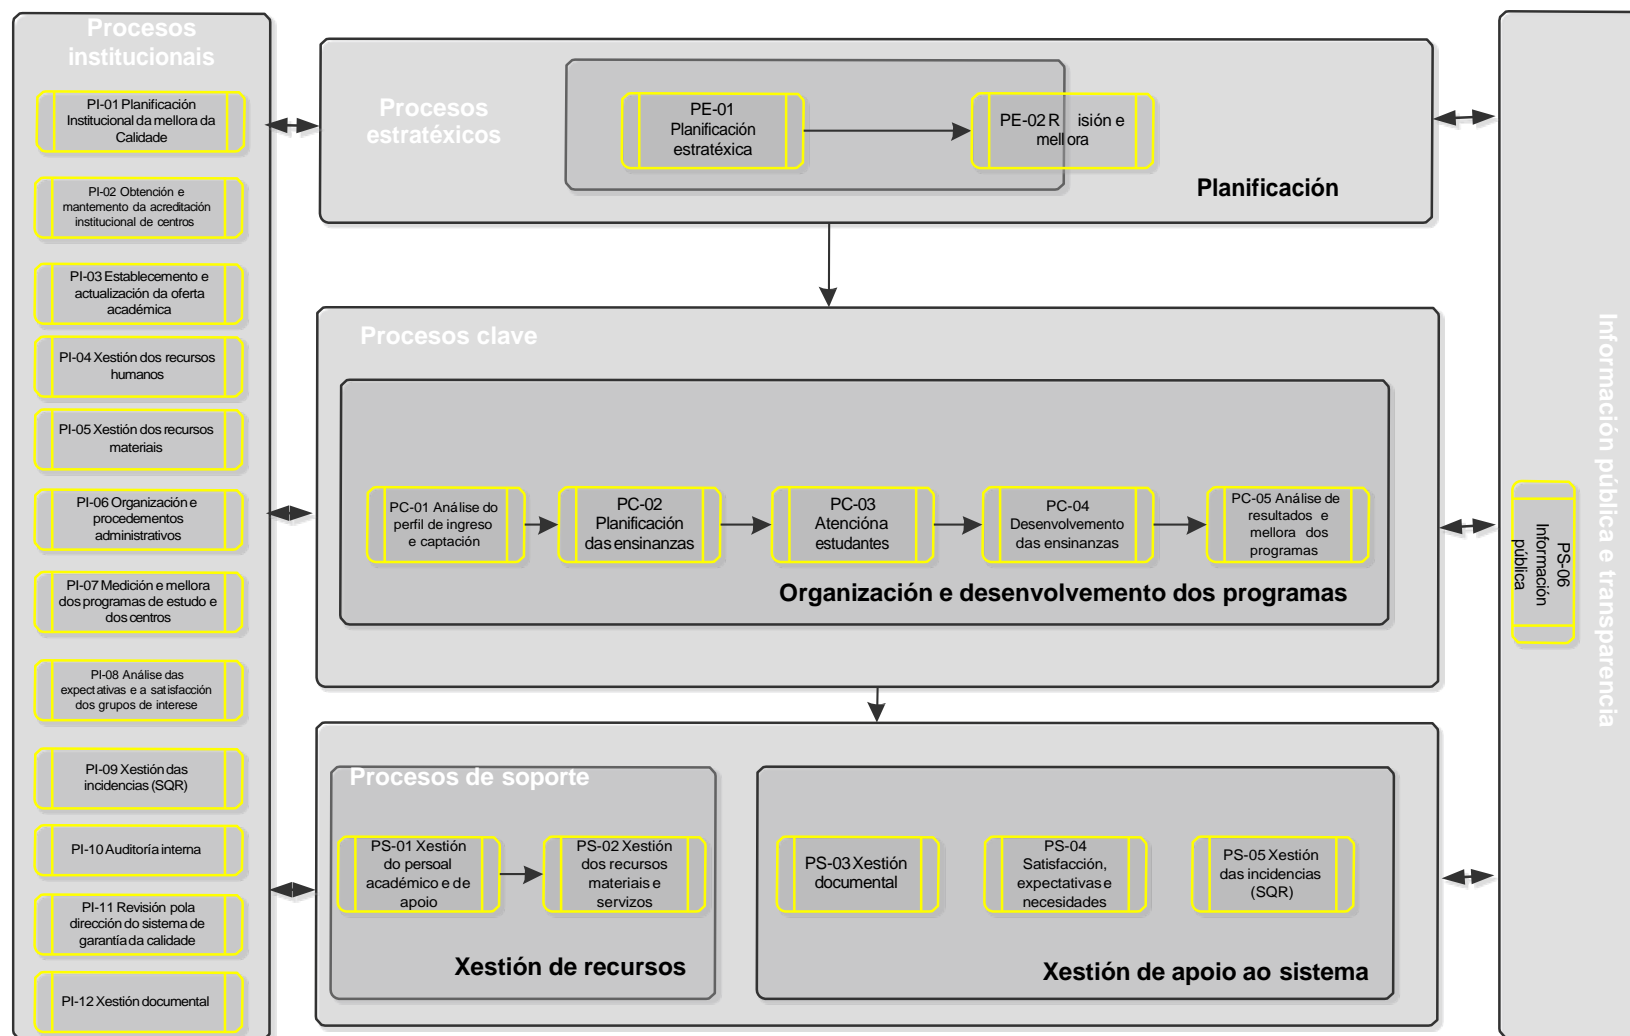 Procesos
institucionais
PI-01 Planificación
Institucional da mellora da
Calidade
PI-02 Obtención e
mantemento da acreditación
institucional de centros
PI-03 Establecemento e
actualización da oferta
académica
PI-04 Xestión dos recursos
humanos
PI-05 Xestión dos recursos
materiais
PI-06 Organización e
procedementos
administrativos
PI-07 Medición e mellora
dos programas de estudo e
dos centros
PI-08 Análise das
expectativas e a satisfacción
dos grupos de interese
PI-09 Xestión das
incidencias (SQR)
PI-10 Auditoría interna
PI-11 Revisión pola
dirección do sistema de
garantía da calidade
PI-12 Xestión documental
Procesos
estratéxicos
PE-01
Planificación
estratéxica
PE-02 R isión e
mellora
Planificación
Procesos clave
PC-01 Análise do
perfil de ingreso
e captación
PC-02
Planificación
das ensinanzas
PC-03
Atención a
estudantes
PC-04
Desenvolvemento
das ensinanzas
PC-05 Análise de
resultados e
mellora dos
programas
Organización e desenvolvemento dos programas
Procesos de soporte
PS-01 Xestión
do persoal
académico e de
apoio
PS-02 Xestión
dos recursos
materiais e
servizos
Xestión de recursos
PS-03 Xestión
documental
PS-04
Satisfacción,
expectativas e
necesidades
PS-05 Xestión
das incidencias
(SQR)
Xestión de apoio ao sistema
Información pública e transparencia
PS-06
Información
pública